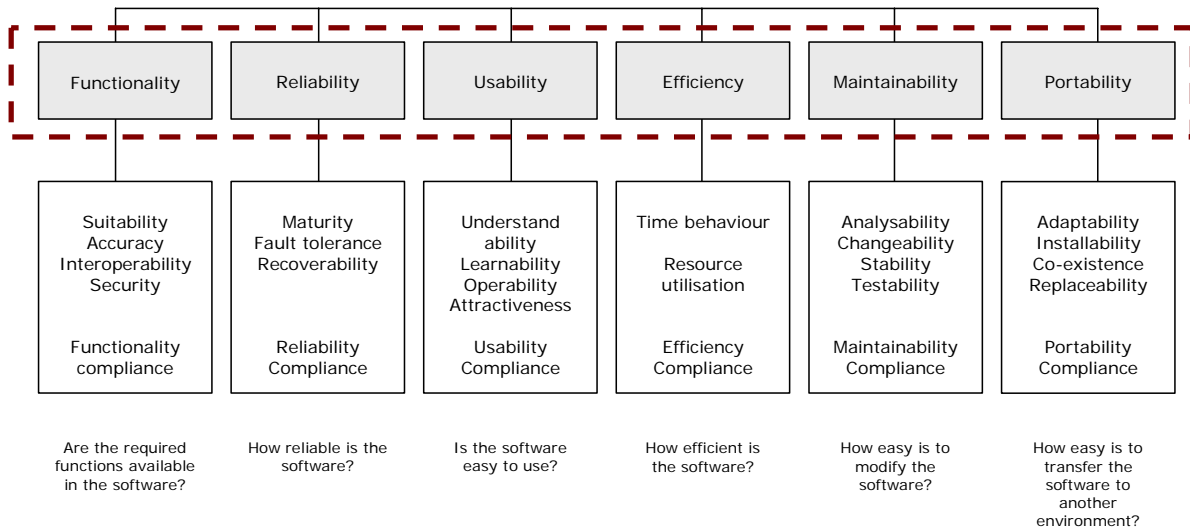 Functionality
Reliability
Usability
Efficiency
Maintainability
Portability
Suitability
Accuracy
Interoperability
Security
Functionality
compliance
Maturity
Fault tolerance
Recoverability
Reliability
Compliance
Understand
ability
Learnability
Operability
Attractiveness
Usability
Compliance
Time behaviour
Resource
utilisation
Efficiency
Compliance
Analysability
Changeability
Stability
Testability
Maintainability
Compliance
Adaptability
Installability
Co-existence
Replaceability
Portability
Compliance
Are the required
functions available
in the software?
How reliable is the
software?
Is the software
easy to use?
How efficient is
the software?
How easy is to
modify the
software?
How easy is to
transfer the
software to
another
environment?